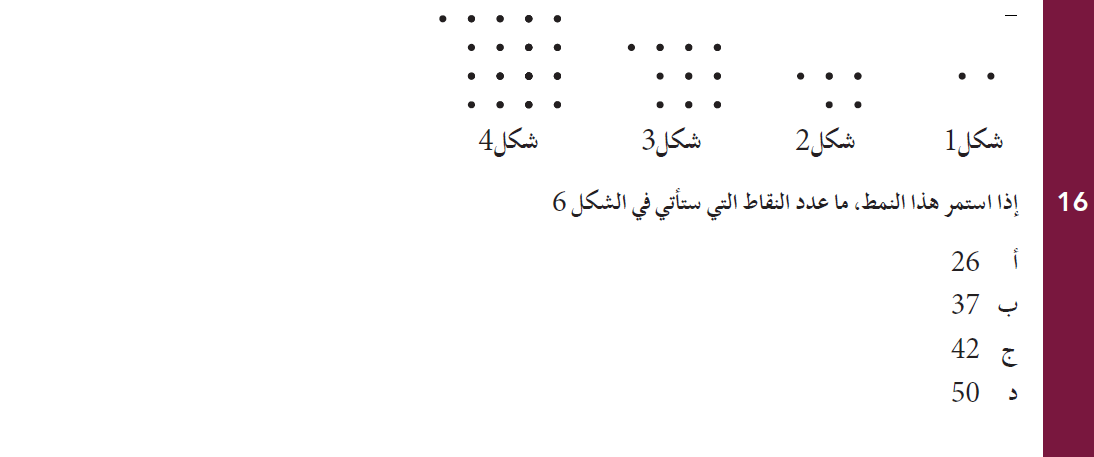 –
شكل1 شكل2 شكل3 شكل4
16 إذا استمر هذا النمط، ما عدد النقاط التي ستأتي في الشكل 6
أ 26
ب 37
ج 42
د 50